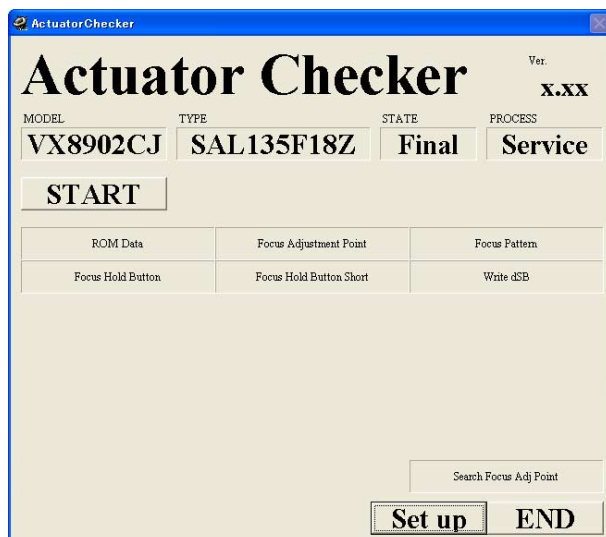 ActuatorChecker
Actuator Checker
Ver.
x.xx
MODEL TYPE STATE PROCESS
VX8902CJ SAL135F18Z Final Service
START
ROM Data Focus Adjustment Point Focus Pattern
Focus Hold Button Focus Hold Button Short Write dSB
Search Focus Adj Point
Set up END